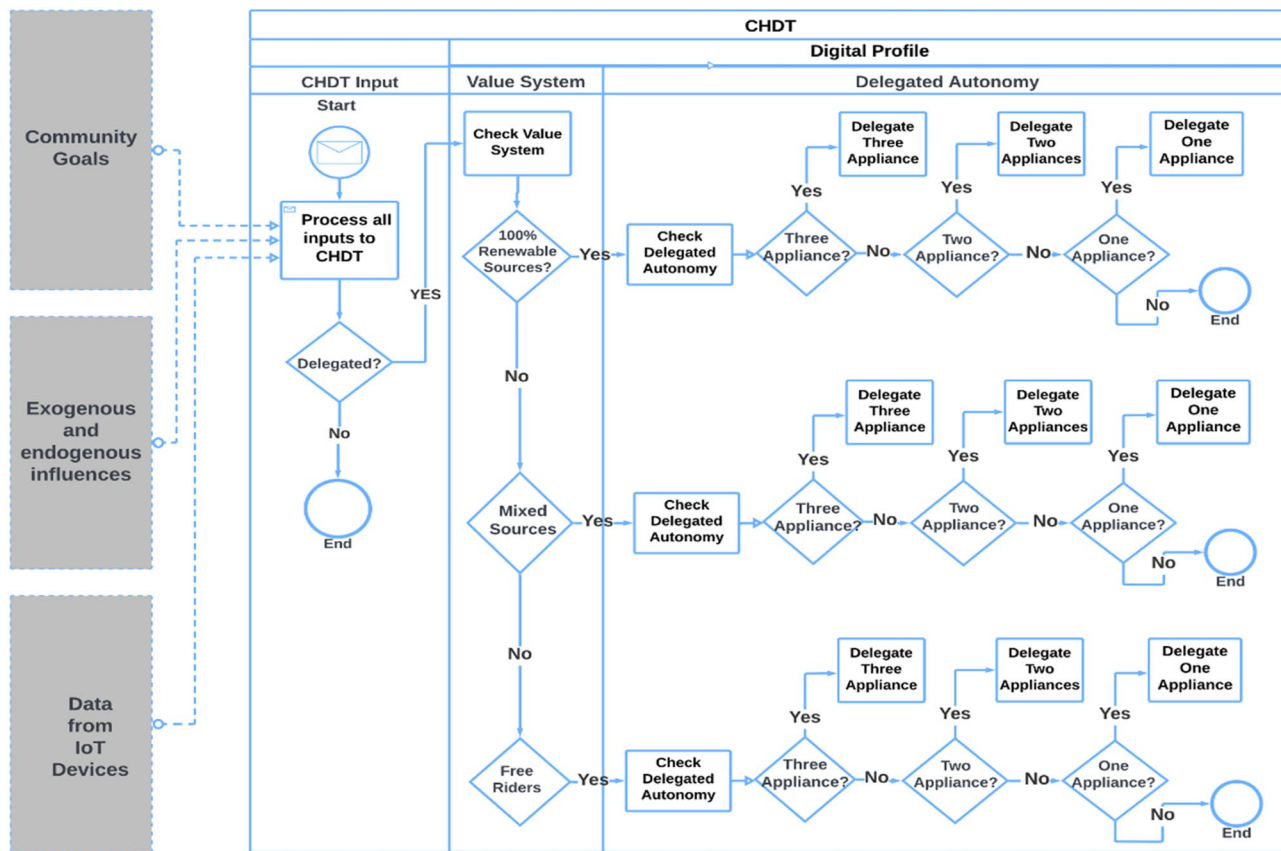 CHDT
Digital Profile
CHDT Input
Value System
Delegated Autonomy
Community
Goals
Exogenous
and
endogenous
influences
Data
from
IoT
Devices
Start
Process all
inputs to
CHDT
Delegated?
YES
No
End
Check Value
System
100%
Renewable
Sources?
Yes
No
Mixed
Sources
Yes
No
Free
Riders
Yes
Check
Delegated
Autonomy
Three
Appliance?
Yes
Delegate
Three
Appliance
No
Two
Appliance?
Yes
Delegate
Two
Appliances
No
One
Appliance?
Yes
Delegate
One
Appliance
No
End
Check
Delegated
Autonomy
Three
Appliance?
Yes
Delegate
Three
Appliance
No
Two
Appliance?
Yes
Delegate
Two
Appliances
No
One
Appliance?
Yes
Delegate
One
Appliance
No
End
Check
Delegated
Autonomy
Three
Appliance?
Yes
Delegate
Three
Appliance
No
Two
Appliance?
Yes
Delegate
Two
Appliances
No
One
Appliance?
Yes
Delegate
One
Appliance
No
End